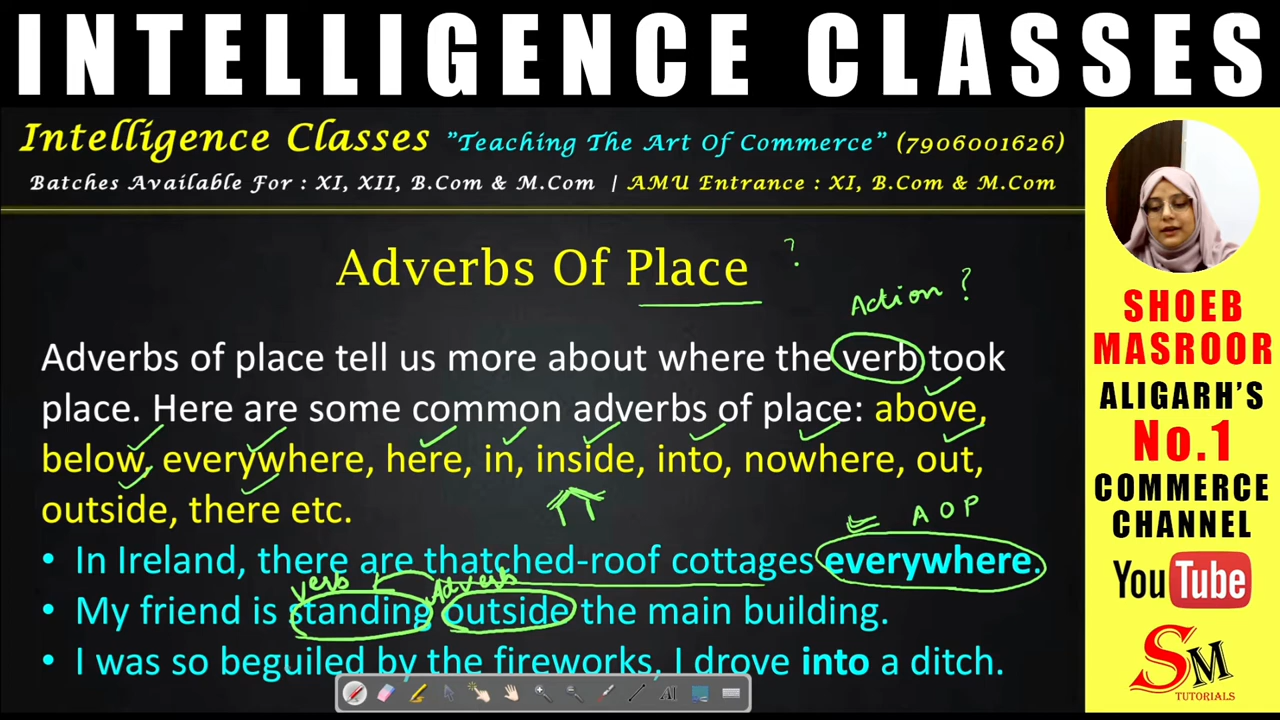 INTELLIGENCE CLASSES
Intelligence Classes "Teaching The Art Of Commerce" (7906001626)
Batches Available For : XI, XII, B.Com & M.Com | AMU Entrance : XI, B.Com & M.Com
Adverbs Of Place ?
Action ?
Adverbs of place tell us more about where the verb took
place. Here are some common adverbs of place: above,
below, everywhere, here, in, inside, into, nowhere, out,
outside, there etc.
A O P
• In Ireland, there are thatched-roof cottages everywhere.
verb Adverb
• My friend is standing outside the main building.
• I was so beguiled by the fireworks, I drove into a ditch.
AI
SHOEB
MASROOR
ALIGARH'S
No.1
COMMERCE
CHANNEL
YouTube
SM
TUTORIALS